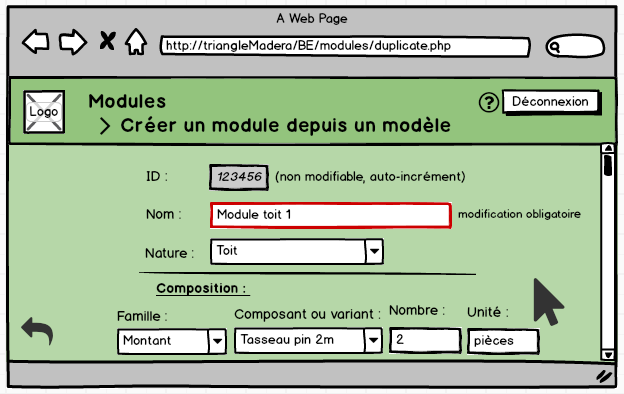 A Web Page
http://triangleMadera/BE/modules/duplicate.php
Logo
Modules
> Créer un module depuis un modèle
?
Déconnexion
ID : 123456 (non modifiable, auto-incrément)
Nom : Module toit 1 modification obligatoire
Nature : Toit
Composition :
Famille : Composant ou variant : Nombre : Unité :
Montant Tasseau pin 2m 2 pièces